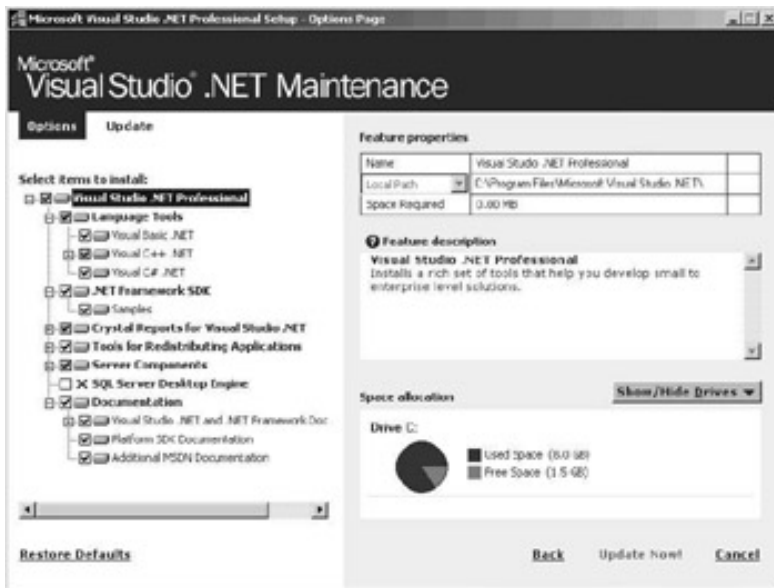 Microsoft Visual Studio .NET Professional Setup - Options Page
Microsoft®
Visual Studio® .NET Maintenance
Options
Update
Select items to install:
Visual Studio .NET Professional
Language Tools
Visual Basic .NET
Visual C++ .NET
Visual C# .NET
.NET Framework SDK
Samples
Crystal Reports for Visual Studio .NET
Tools for Redistributing Applications
Server Components
SQL Server Desktop Engine
Documentation
Visual Studio .NET and .NET Framework Doc
Platform SDK Documentation
Additional MSDN Documentation
Restore Defaults
Feature properties
Name Visual Studio .NET Professional
Local Path C:\Program Files\Microsoft Visual Studio .NET\
Space Required 0.00 MB
Feature description
Visual Studio .NET Professional
Installs a rich set of tools that help you develop small to
enterprise level solutions.
Space allocation
Show/Hide Drives
Drive C:
Used Space (8.0 GB)
Free Space (1.5 GB)
Back Update Now! Cancel